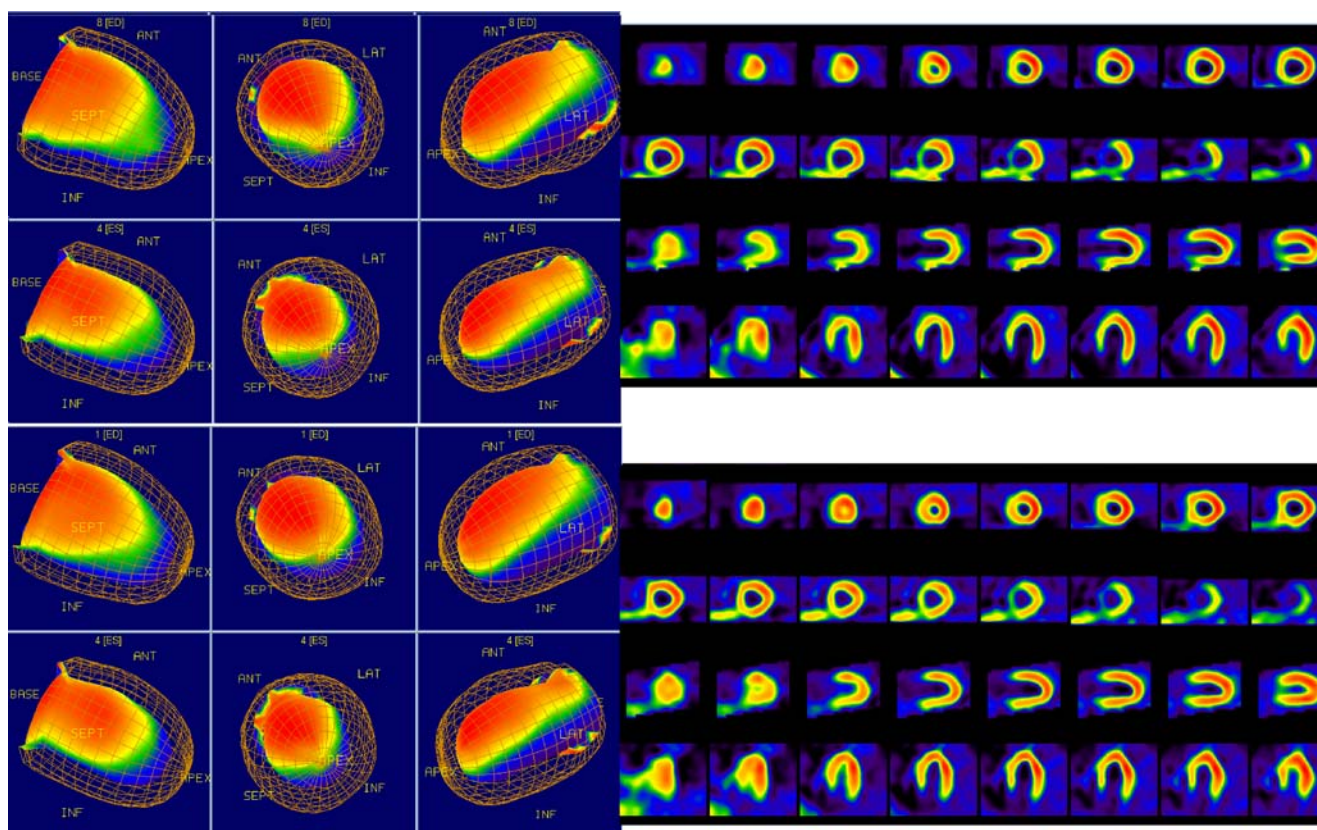 8 [ED]
ANT
BASE
SEPT
APEX
INF
8 [ED]
ANT
LAT
APEX
SEPT
INF
8 [ED]
ANT
LAT
APEX
INF
4 [ES]
ANT
BASE
SEPT
APEX
INF
4 [ES]
ANT
LAT
APEX
INF
SEPT
4 [ES]
ANT
LAT
APEX
INF
1 [ED]
ANT
BASE
SEPT
APEX
INF
1 [ED]
ANT
LAT
APEX
SEPT
INF
1 [ED]
ANT
LAT
APEX
INF
4 [ES]
ANT
BASE
SEPT
APEX
INF
4 [ES]
ANT
LAT
APEX
INF
SEPT
4 [ES]
ANT
LAT
APEX
INF